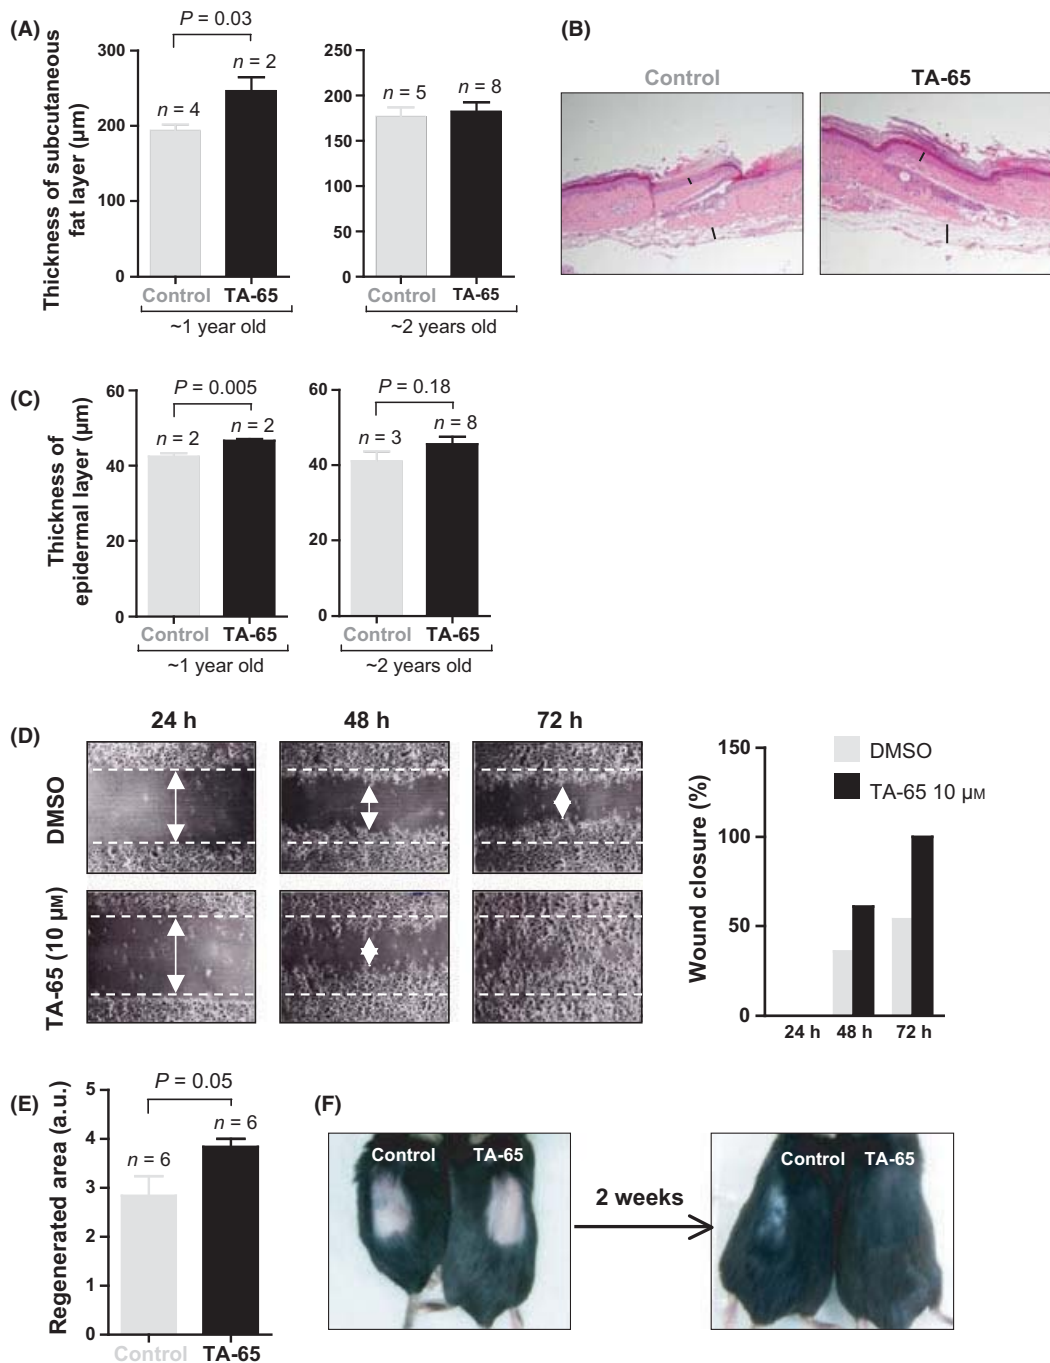 (A)
Thickness of subcutaneous
fat layer (µm)
P = 0.03
300
200
100
0
n = 4
n = 2
Control
TA-65
~1 year old
250
200
150
100
50
0
n = 5
n = 8
Control
TA-65
~2 years old
(B)
Control
TA-65
(C)
Thickness of
epidermal layer (µm)
P = 0.005
60
40
20
0
n = 2
n = 2
Control
TA-65
~1 year old
P = 0.18
60
40
20
0
n = 3
n = 8
Control
TA-65
~2 years old
(D)
24 h
48 h
72 h
DMSO
TA-65 (10 µM)
Wound closure (%)
150
100
50
0
DMSO
TA-65 10 µM
24 h
48 h
72 h
(E)
Regenerated area (a.u.)
P = 0.05
5
4
3
2
1
0
n = 6
n = 6
Control
TA-65
(F)
Control
TA-65
2 weeks
Control
TA-65